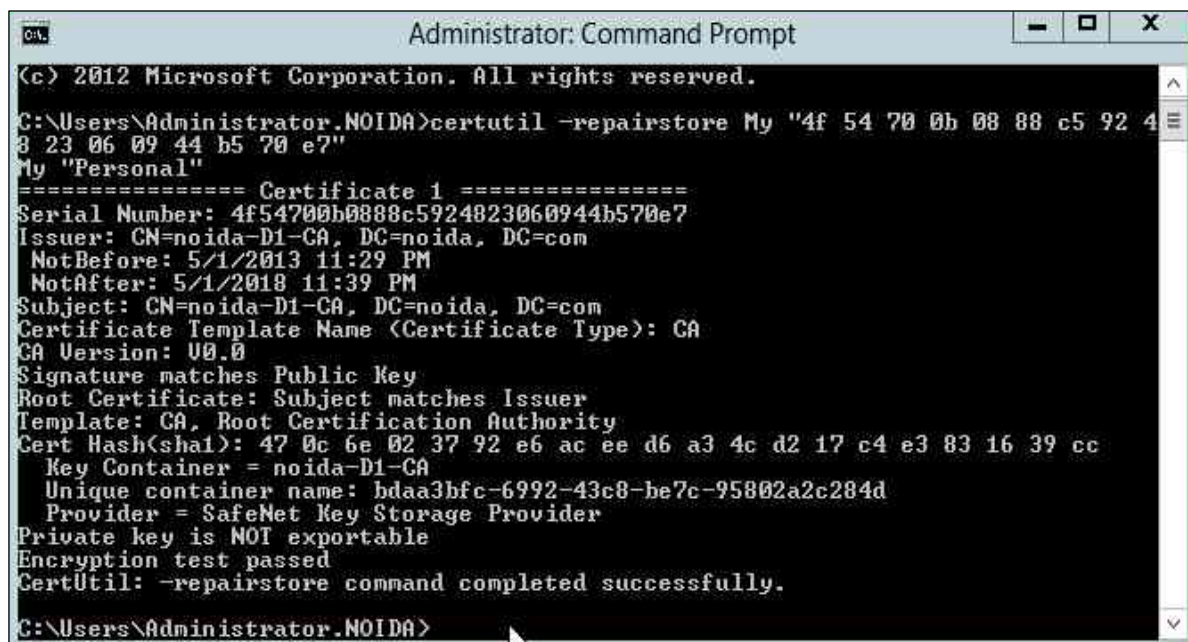 Administrator: Command Prompt
(c) 2012 Microsoft Corporation. All rights reserved.
C:\Users\Administrator.NOIDA>certutil -repairstore My "4f 54 70 0b 08 88 c5 92 4
8 23 06 09 44 b5 70 e7"
My "Personal"
================ Certificate 1 ================
Serial Number: 4f54700b0888c5924823060944b570e7
Issuer: CN=noida-D1-CA, DC=noida, DC=com
NotBefore: 5/1/2013 11:29 PM
NotAfter: 5/1/2018 11:39 PM
Subject: CN=noida-D1-CA, DC=noida, DC=com
Certificate Template Name (Certificate Type): CA
CA Version: V0.0
Signature matches Public Key
Root Certificate: Subject matches Issuer
Template: CA, Root Certification Authority
Cert Hash(sha1): 47 0c 6e 02 37 92 e6 ac ee d6 a3 4c d2 17 c4 e3 83 16 39 cc
Key Container = noida-D1-CA
Unique container name: bdaa3bfc-6992-43c8-be7c-95802a2c284d
Provider = SafeNet Key Storage Provider
Private key is NOT exportable
Encryption test passed
CertUtil: -repairstore command completed successfully.
C:\Users\Administrator.NOIDA>